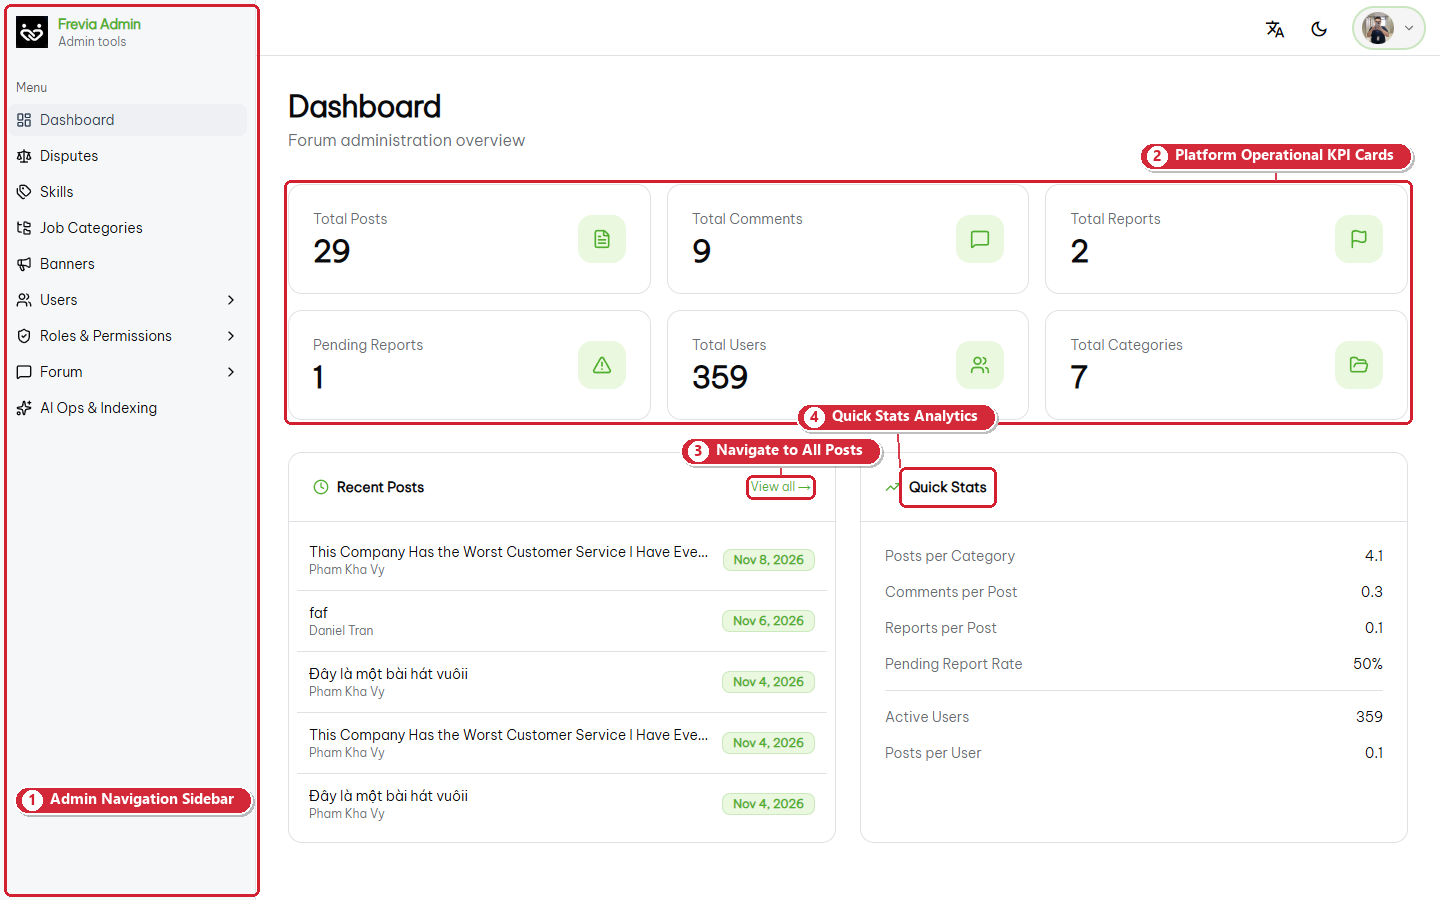 Frevia Admin
Admin tools
Menu
Dashboard
Disputes
Skills
Job Categories
Banners
Users
Roles & Permissions
Forum
AI Ops & Indexing
1 Admin Navigation Sidebar
Dashboard
Forum administration overview
2 Platform Operational KPI Cards
Total Posts
29
Total Comments
9
Total Reports
2
Pending Reports
1
Total Users
359
Total Categories
7
4 Quick Stats Analytics
3 Navigate to All Posts
Recent Posts
View all →
This Company Has the Worst Customer Service I Have Eve...
Pham Kha Vy
Nov 8, 2026
faf
Daniel Tran
Nov 6, 2026
Đây là một bài hát vuôii
Pham Kha Vy
Nov 4, 2026
This Company Has the Worst Customer Service I Have Eve...
Pham Kha Vy
Nov 4, 2026
Đây là một bài hát vuôii
Pham Kha Vy
Nov 4, 2026
Quick Stats
Posts per Category 4.1
Comments per Post 0.3
Reports per Post 0.1
Pending Report Rate 50%
Active Users 359
Posts per User 0.1